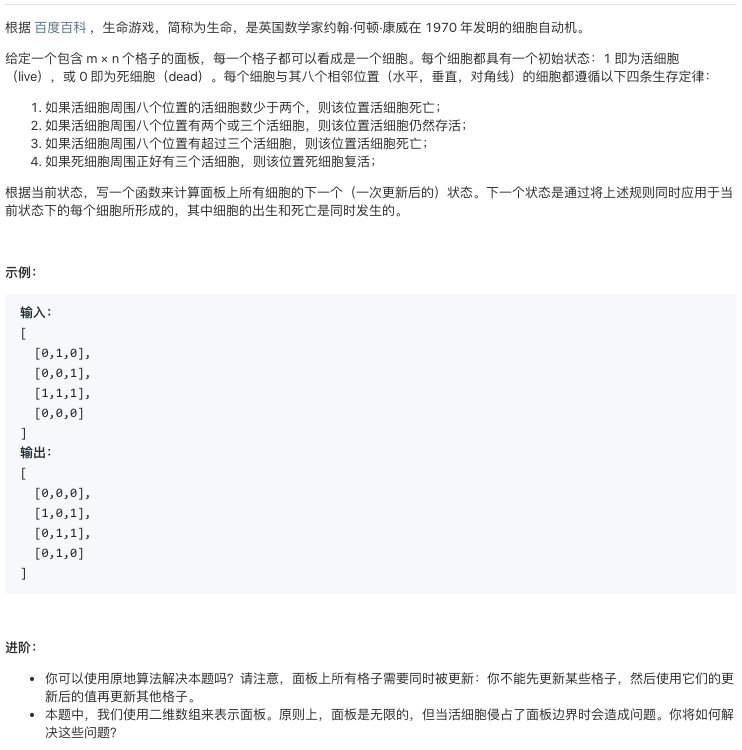 根据 百度百科 ，生命游戏，简称为生命，是英国数学家约翰·何顿·康威在 1970 年发明的细胞自动机。
给定一个包含 m × n 个格子的面板，每一个格子都可以看成是一个细胞。每个细胞都具有一个初始状态：1 即为活细胞
（live），或 0 即为死细胞（dead）。每个细胞与其八个相邻位置（水平，垂直，对角线）的细胞都遵循以下四条生存定律：
1. 如果活细胞周围八个位置的活细胞数少于两个，则该位置活细胞死亡；
2. 如果活细胞周围八个位置有两个或三个活细胞，则该位置活细胞仍然存活；
3. 如果活细胞周围八个位置有超过三个活细胞，则该位置活细胞死亡；
4. 如果死细胞周围正好有三个活细胞，则该位置死细胞复活；
根据当前状态，写一个函数来计算面板上所有细胞的下一个（一次更新后的）状态。下一个状态是通过将上述规则同时应用于当
前状态下的每个细胞所形成的，其中细胞的出生和死亡是同时发生的。
示例：
输入：
[
[0,1,0],
[0,0,1],
[1,1,1],
[0,0,0]
]
输出：
[
[0,0,0],
[1,0,1],
[0,1,1],
[0,1,0]
]
进阶：
• 你可以使用原地算法解决本题吗？请注意，面板上所有格子需要同时被更新：你不能先更新某些格子，然后使用它们的更
新后的值再更新其他格子。
• 本题中，我们使用二维数组来表示面板。原则上，面板是无限的，但当活细胞侵占了面板边界时会造成问题。你将如何解
决这些问题？